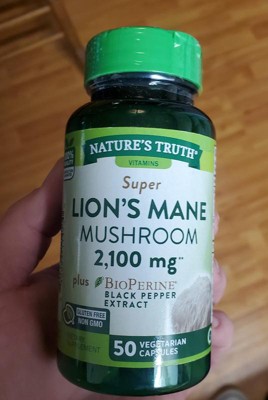 NATURE'S TRUTH®
VITAMINS
Super
LION'S MANE
MUSHROOM
2,100 mg**
plus BIOPERINE®
BLACK PEPPER
EXTRACT
GLUTEN FREE
NON GMO
50 VEGETARIAN
CAPSULES